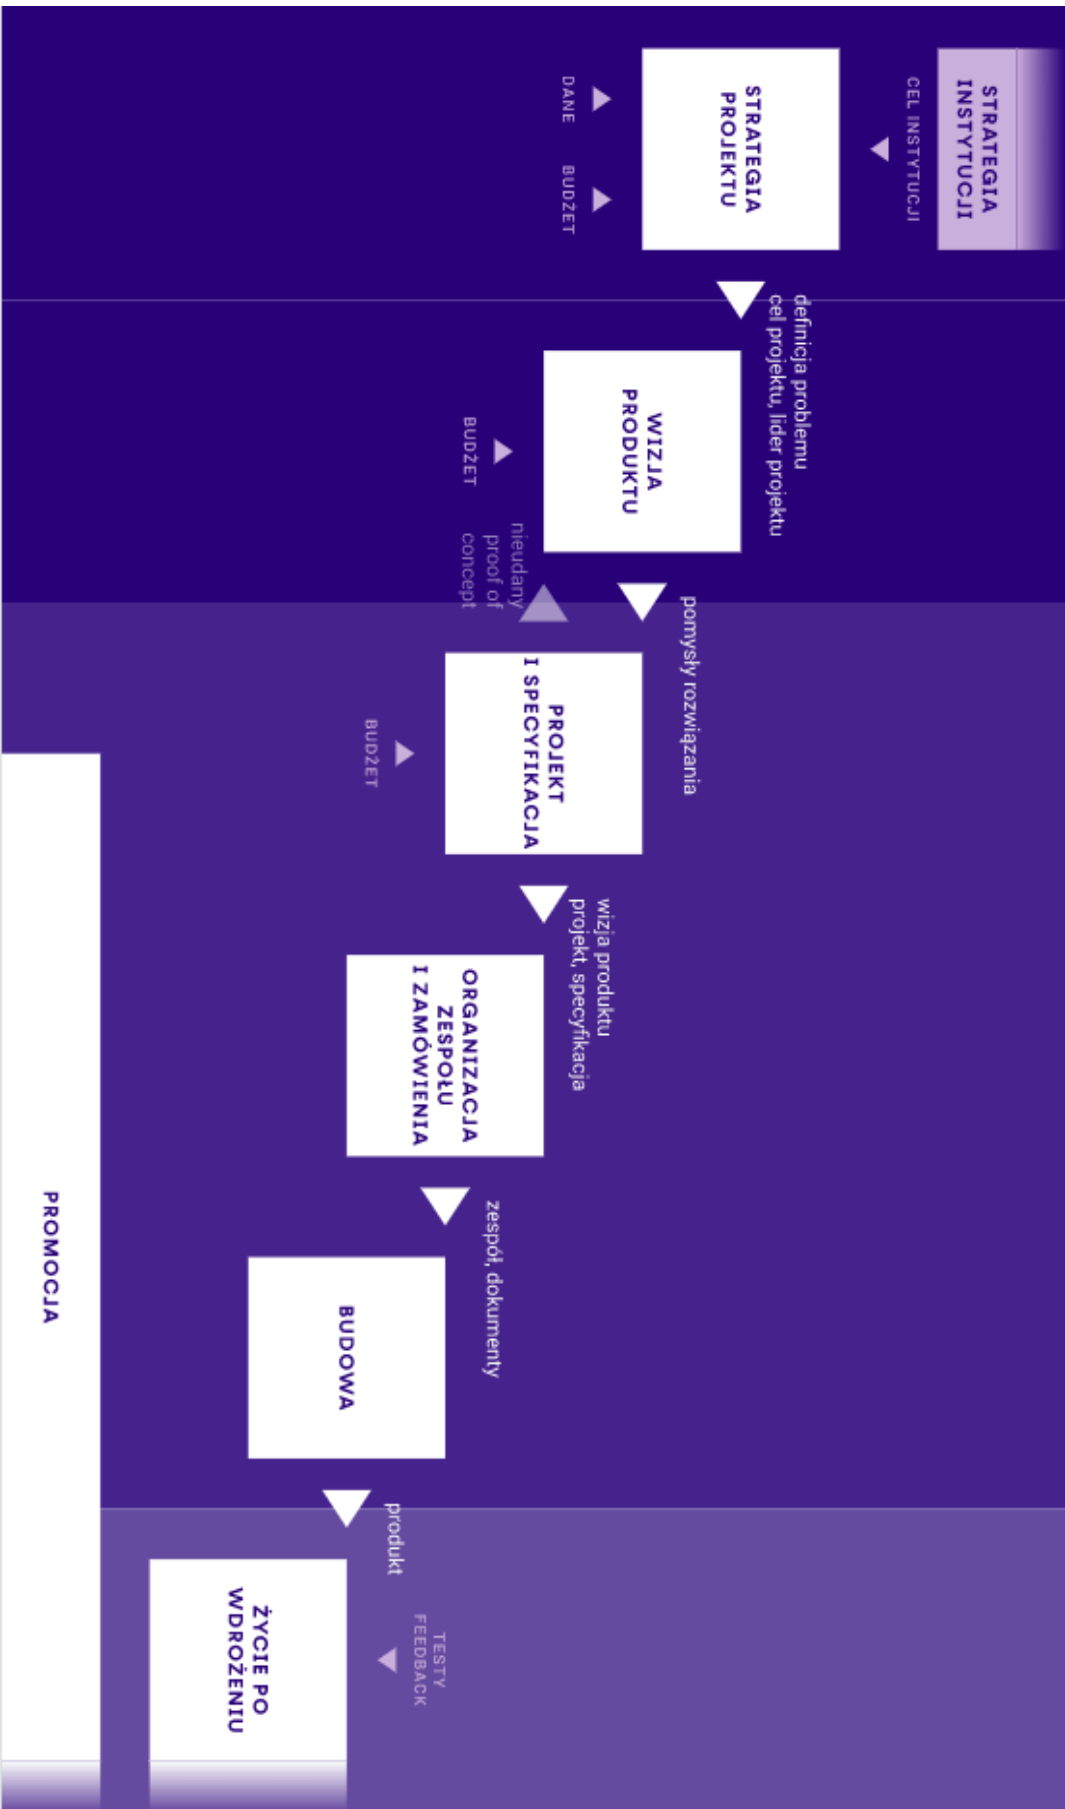 STRATEGIA
INSTYTUCJI
CEL INSTYTUCJI
STRATEGIA
PROJEKTU
DANE
BUDŻET
definicja problemu
cel projektu, lider projektu
WIZJA
PRODUKTU
BUDŻET
nieudany
proof of
concept
pomysły rozwiązania
PROJEKT
I SPECYFIKACJA
BUDŻET
wizja produktu
projekt, specyfikacja
ORGANIZACJA
ZESPOŁU
I ZAMÓWIENIA
zespół, dokumenty
BUDOWA
produkt
TESTY
FEEDBACK
ŻYCIE PO
WDROŻENIU
PROMOCJA